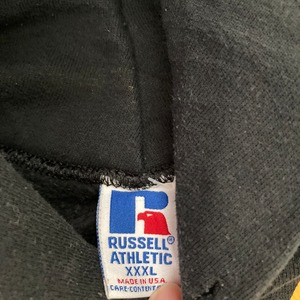 RUSSELL®
ATHLETIC
XXXL
MADE IN U.S.A.
CARE-CONTENT